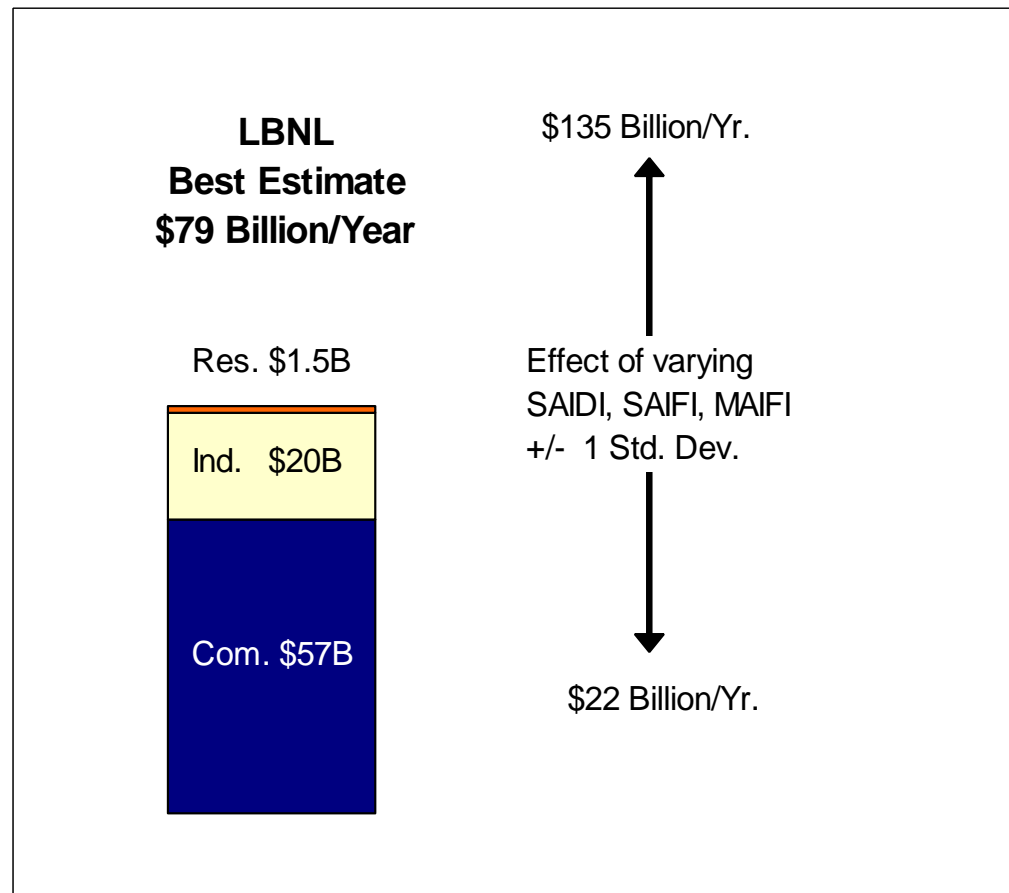 LBNL
Best Estimate
$79 Billion/Year
Res. $1.5B
Ind. $20B
Com. $57B
$135 Billion/Yr.
Effect of varying
SAIDI, SAIFI, MAIFI
+/- 1 Std. Dev.
$22 Billion/Yr.